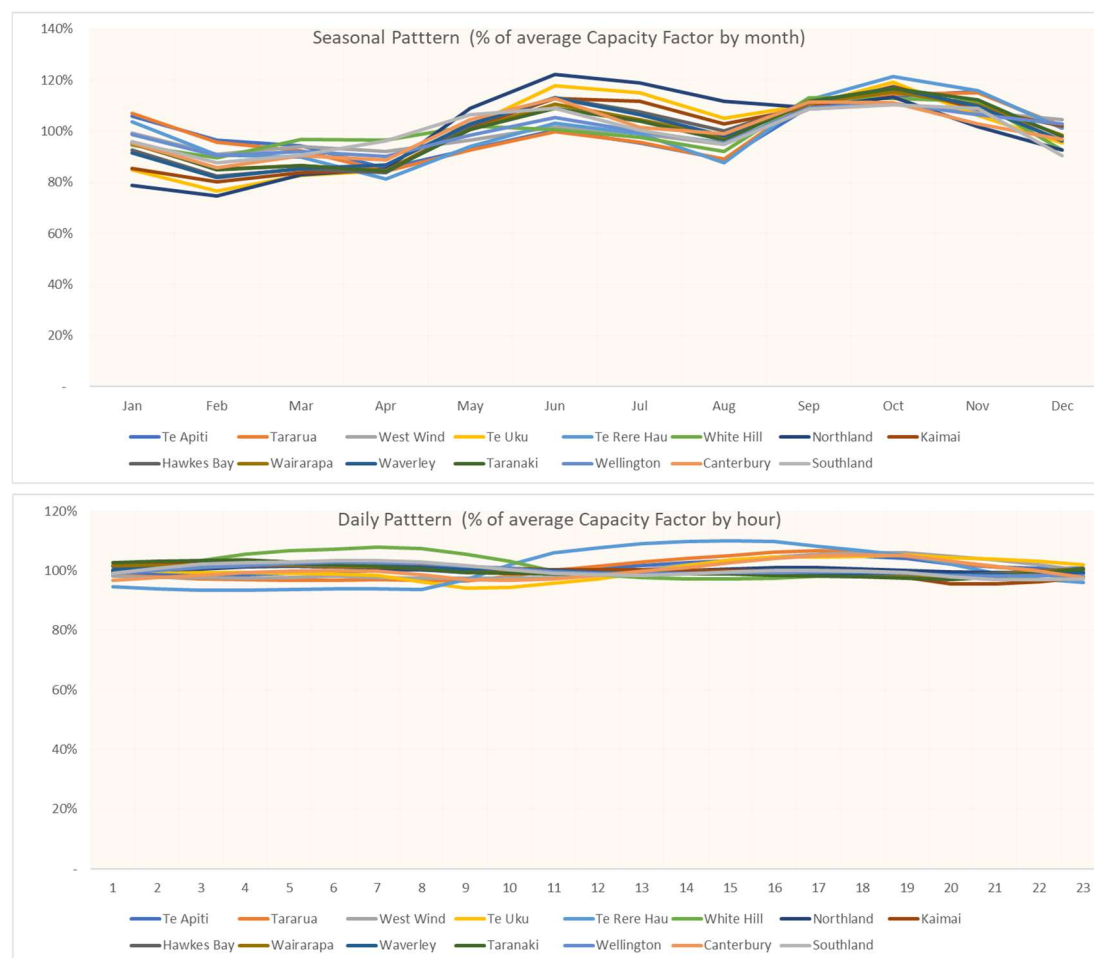 Seasonal Patttern (% of average Capacity Factor by month)
140%
120%
100%
80%
60%
40%
20%
-
Jan Feb Mar Apr May Jun Jul Aug Sep Oct Nov Dec
Te Apiti Tararua West Wind Te Uku Te Rere Hau White Hill Northland Kaimai
Hawkes Bay Wairarapa Waverley Taranaki Wellington Canterbury Southland
Daily Patttern (% of average Capacity Factor by hour)
120%
100%
80%
60%
40%
20%
-
1 2 3 4 5 6 7 8 9 10 11 12 13 14 15 16 17 18 19 20 21 22 23
Te Apiti Tararua West Wind Te Uku Te Rere Hau White Hill Northland Kaimai
Hawkes Bay Wairarapa Waverley Taranaki Wellington Canterbury Southland